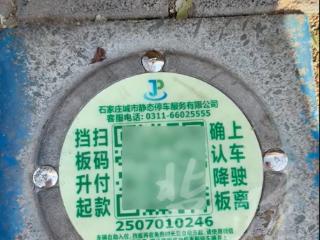 石家庄城市静态停车服务有限公司
客服电话: 0311-66025555
挡板升起
扫码付款
确认降板
上车驶离
2507010246